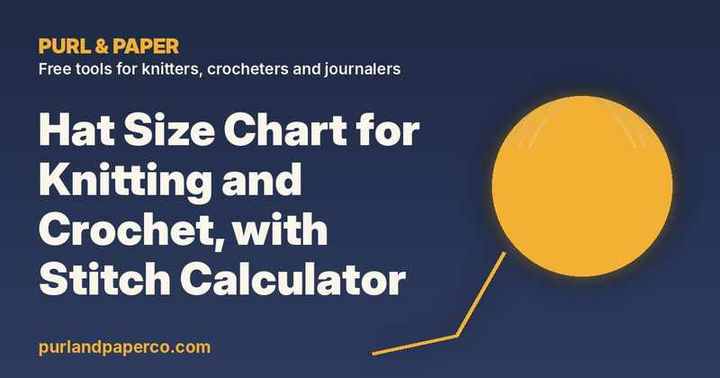 PURL & PAPER
Free tools for knitters, crocheters and journalers
Hat Size Chart for
Knitting and
Crochet, with
Stitch Calculator
purlandpaperco.com